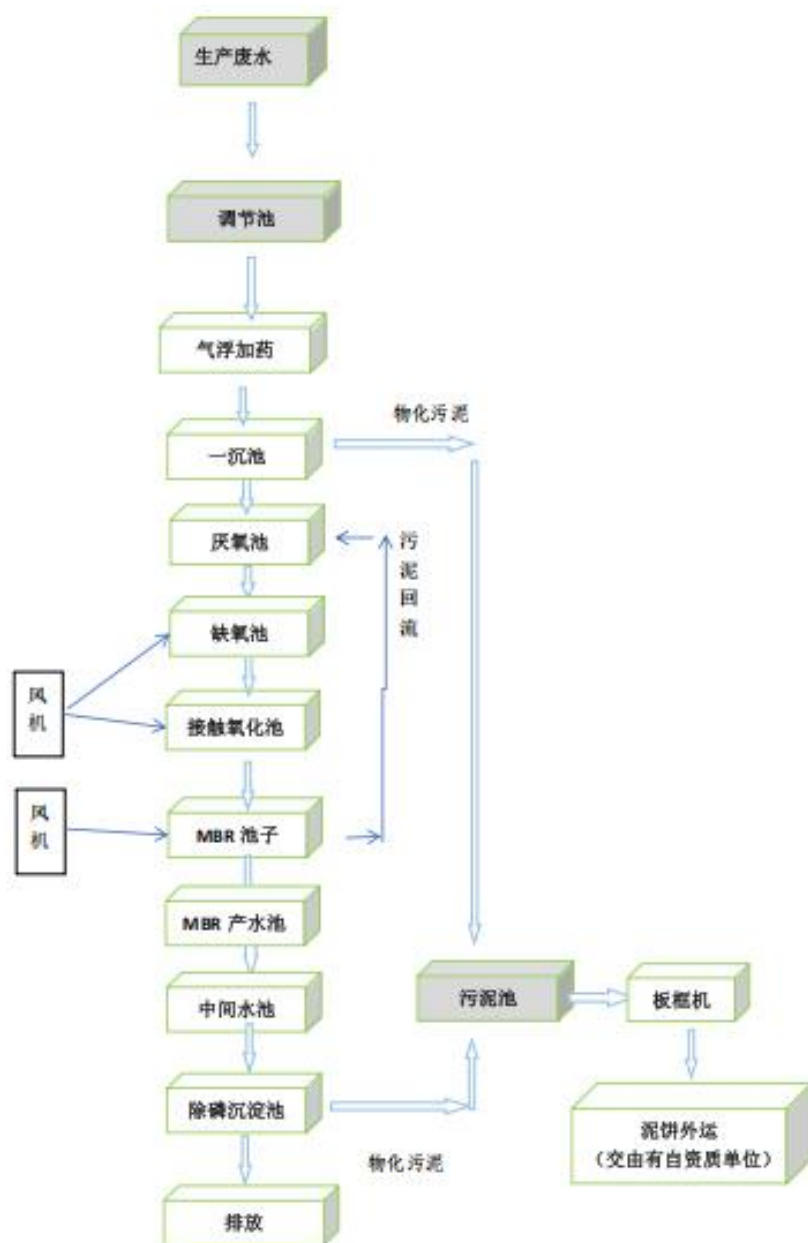 生产废水
调节池
气浮加药
物化污泥
一沉池
厌氧池
污泥回流
缺氧池
风机
接触氧化池
风机
MBR 池子
MBR 产水池
污泥池
板框机
中间水池
除磷沉淀池
泥饼外运
（交由有自资质单位）
物化污泥
排放